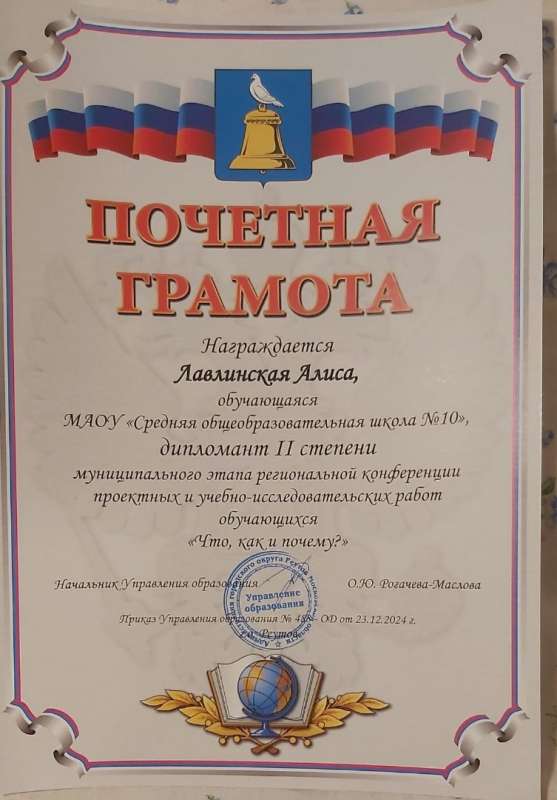 ПОЧЕТНАЯ
ГРАМОТА
Награждается
Лавлинская Алиса,
обучающаяся
МАОУ «Средняя общеобразовательная школа №10»,
дипломант II степени
муниципального этапа региональной конференции
проектных и учебно-исследовательских работ
обучающихся
«Что, как и почему?»
Начальник Управления образования О.Ю. Рогачева-Маслова
Управление
образования
Приказ Управления образования № - ОД от 23.12.2024 г.
Реутов